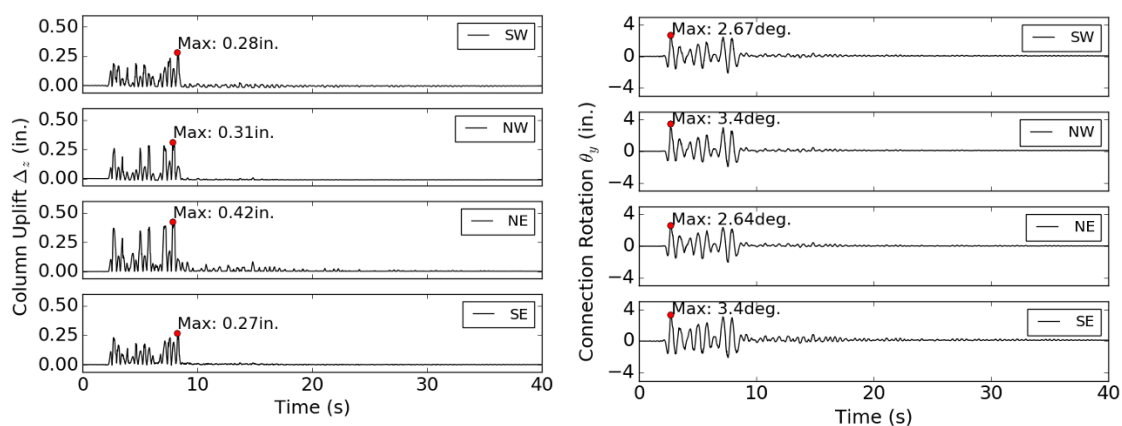 0.50
0.25
0.00
Max: 0.28in.
SW
0.50
0.25
0.00
Max: 0.31in.
NW
0.50
0.25
0.00
Max: 0.42in.
NE
0.50
0.25
0.00
Max: 0.27in.
SE
0 10 20 30 40
Time (s)
Column Uplift Δz (in.)
4
0
−4
Max: 2.67deg.
SW
4
0
−4
Max: 3.4deg.
NW
4
0
−4
Max: 2.64deg.
NE
4
0
−4
Max: 3.4deg.
SE
0 10 20 30 40
Time (s)
Connection Rotation θy (in.)